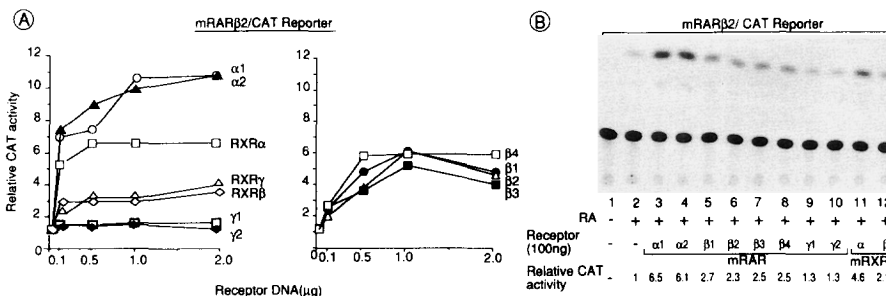 A
mRARβ2/CAT Reporter
Relative CAT activity
12
10
8
6
4
2
0
α1
α2
RXRα
RXRγ
RXRβ
γ1
γ2
0.1 0.5 1.0 2.0
12
10
8
6
4
2
0
β4
β1
β2
β3
0.1 0.5 1.0 2.0
Receptor DNA(µg)
B
mRARβ2/ CAT Reporter
1 2 3 4 5 6 7 8 9 10 11 12
RA - + + + + + + + + + + +
Receptor (100ng) - - α1 α2 β1 β2 β3 β4 γ1 γ2 α
mRAR mRXR
Relative CAT activity - 1 6.5 6.1 2.7 2.3 2.5 2.5 1.3 1.3 4.6